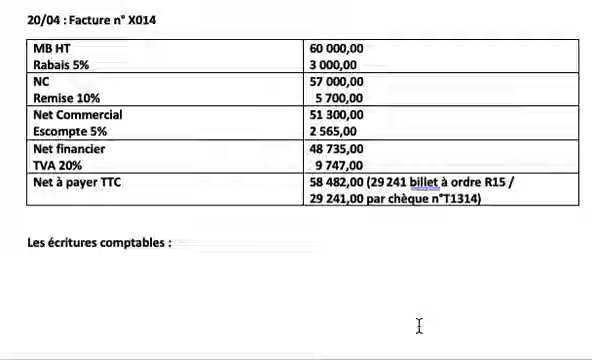 20/04 : Facture n° X014
MB HT 60 000,00
Rabais 5% 3 000,00
NC 57 000,00
Remise 10% 5 700,00
Net Commercial 51 300,00
Escompte 5% 2 565,00
Net financier 48 735,00
TVA 20% 9 747,00
Net à payer TTC 58 482,00 (29 241 billet à ordre R15 /
29 241,00 par chèque n°T1314)
Les écritures comptables :